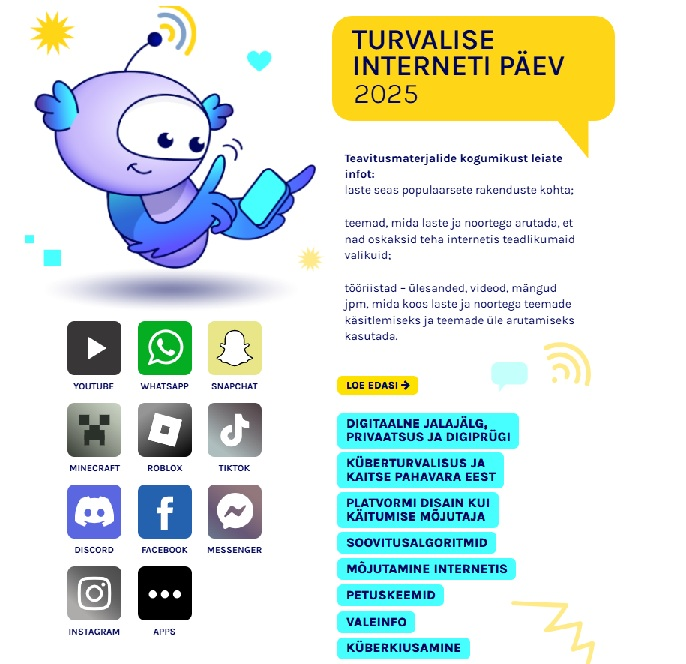 TURVALISE
INTERNETI PÄEV
2025
Teavitusmaterjalide kogumikust leiate
infot:
laste seas populaarsete rakenduste kohta;
teemad, mida laste ja noortega arutada, et
nad oskaksid teha internetis teadlikumaid
valikuid;
tööriistad – ülesanded, videod, mängud
jpm, mida koos laste ja noortega teemade
käsitlemiseks ja teemade üle arutamiseks
kasutada.
LOE EDASI →
YOUTUBE
WHATSAPP
SNAPCHAT
MINECRAFT
ROBLOX
TIKTOK
DISCORD
FACEBOOK
MESSENGER
INSTAGRAM
APPS
DIGITAALNE JALAJÄLG,
PRIVAATSUS JA DIGIPRÜGI
KÜBERTURVALISUS JA
KAITSE PAHAVARA EEST
PLATVORMI DISAIN KUI
KÄITUMISE MÕJUTAJA
SOOVITUSALGORITMID
MÕJUTAMINE INTERNETIS
PETUSKEEMID
VALEINFO
KÜBERKIUSAMINE